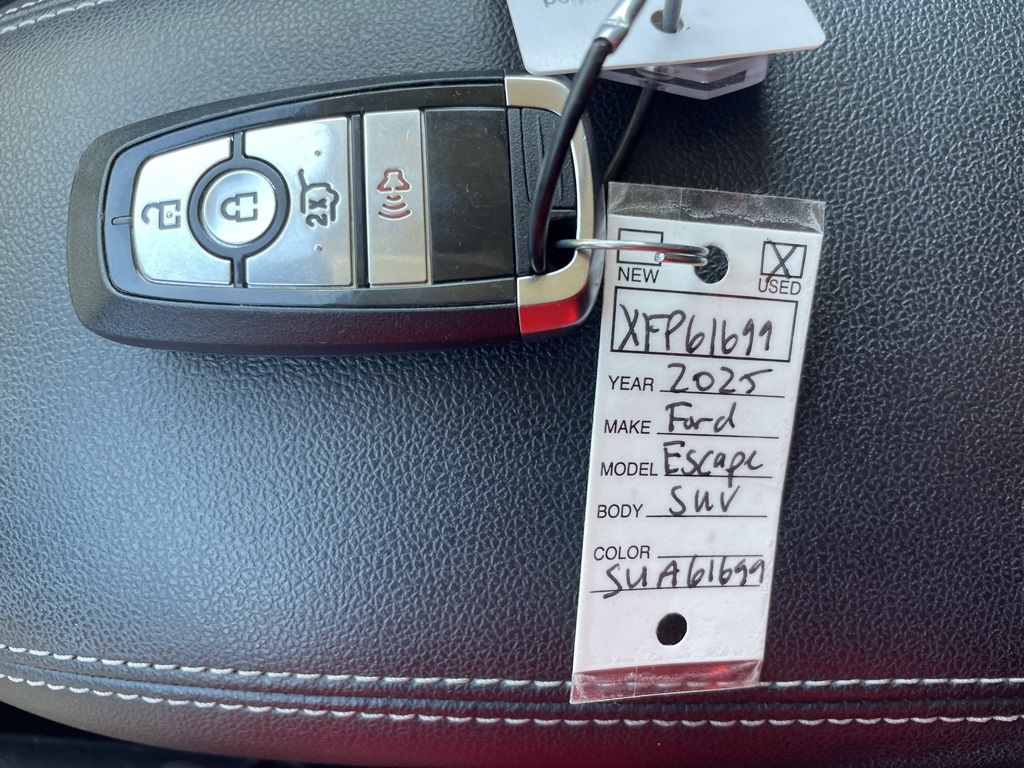 NEW X USED
XFP61699
YEAR 2025
MAKE Ford
MODEL Escape
BODY SUV
COLOR
SUA61699
2X